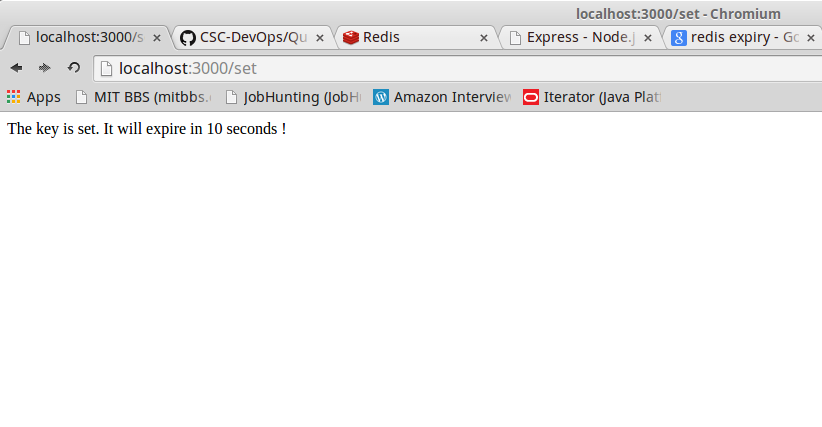 localhost:3000/set - Chromium
localhost:3000/s CSC-DevOps/Qu Redis Express - Node.j redis expiry - Go
localhost:3000/set
Apps MIT BBS (mitbbs. JobHunting (JobH Amazon Interview Iterator (Java Plat
The key is set. It will expire in 10 seconds !